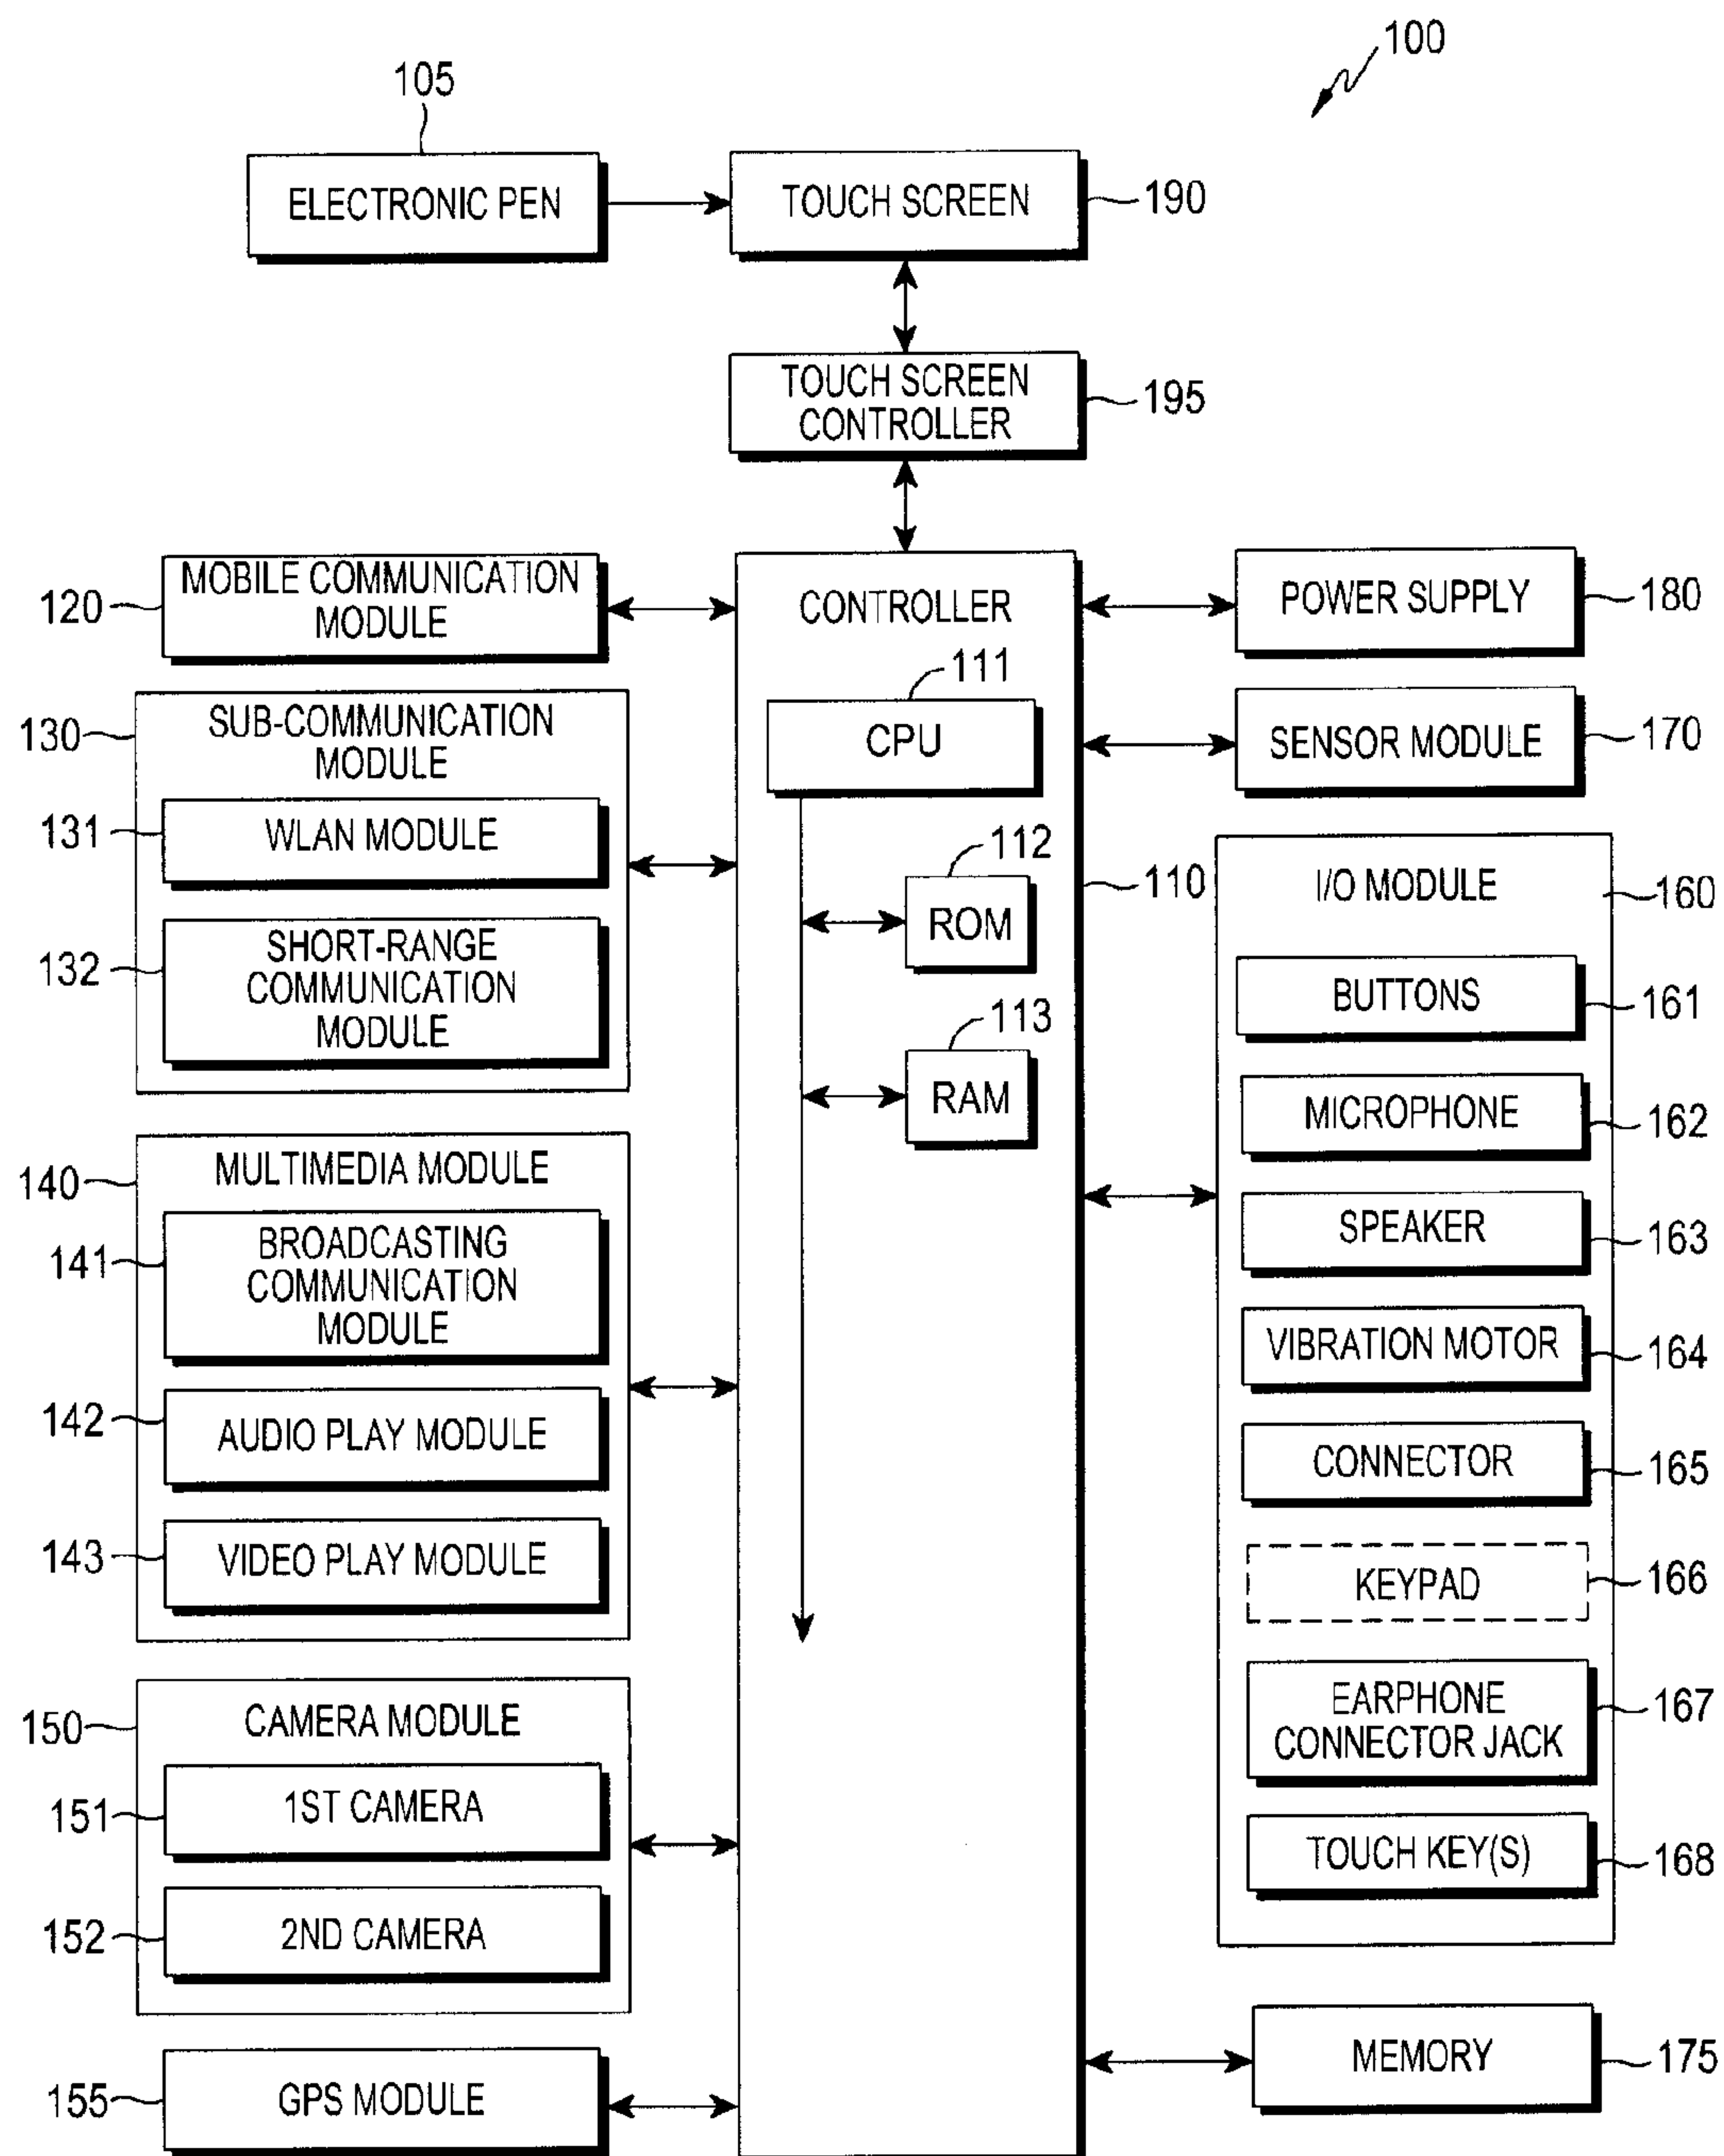 100
105
ELECTRONIC PEN
TOUCH SCREEN
190
TOUCH SCREEN
CONTROLLER
195
120
MOBILE COMMUNICATION
MODULE
130
SUB-COMMUNICATION
MODULE
131
WLAN MODULE
132
SHORT-RANGE
COMMUNICATION
MODULE
140
MULTIMEDIA MODULE
141
BROADCASTING
COMMUNICATION
MODULE
142
AUDIO PLAY MODULE
143
VIDEO PLAY MODULE
150
CAMERA MODULE
151
1ST CAMERA
152
2ND CAMERA
155
GPS MODULE
CONTROLLER
111
CPU
112
ROM
113
RAM
110
POWER SUPPLY
180
SENSOR MODULE
170
I/O MODULE
160
BUTTONS
161
MICROPHONE
162
SPEAKER
163
VIBRATION MOTOR
164
CONNECTOR
165
KEYPAD
166
EARPHONE
CONNECTOR JACK
167
TOUCH KEY(S)
168
MEMORY
175